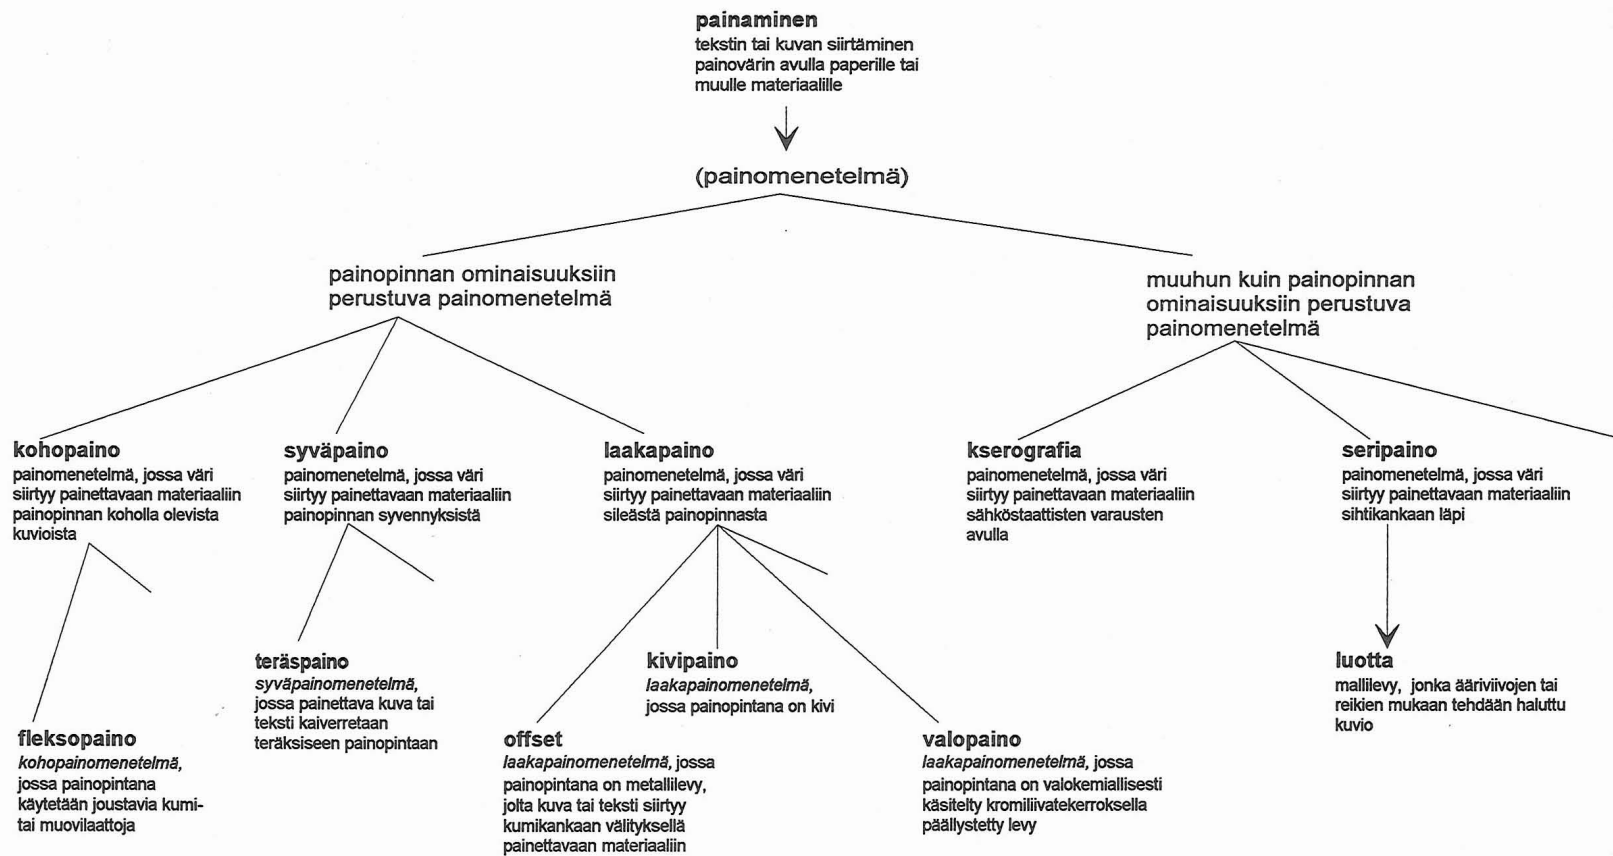 painaminen
tekstin tai kuvan siirtäminen
painovärin avulla paperille tai
muulle materiaalille
(painomenetelmä)
painopinnan ominaisuuksiin
perustuva painomenetelmä
muuhun kuin painopinnan
ominaisuuksiin perustuva
painomenetelmä
kohopaino
painomenetelmä, jossa väri
siirtyy painettavaan materiaaliin
painopinnan koholla olevista
kuvioista
syväpaino
painomenetelmä, jossa väri
siirtyy painettavaan materiaaliin
painopinnan syvennyksistä
laakapaino
painomenetelmä, jossa väri
siirtyy painettavaan materiaaliin
sileästä painopinnasta
kserografia
painomenetelmä, jossa väri
siirtyy painettavaan materiaaliin
sähköstaattisten varausten
avulla
seripaino
painomenetelmä, jossa väri
siirtyy painettavaan materiaaliin
sihtikankaan läpi
fleksopaino
kohopainomenetelmä,
jossa painopintana
käytetään joustavia kumi-
tai muovilaattoja
teräspaino
syväpainomenetelmä,
jossa painettava kuva tai
teksti kaiverretaan
teräksiseen painopintaan
offset
laakapainomenetelmä, jossa
painopintana on metallilevy,
jolta kuva tai teksti siirtyy
kumikankaan välityksellä
painettavaan materiaaliin
kivipaino
laakapainomenetelmä,
jossa painopintana on kivi
valopaino
laakapainomenetelmä, jossa
painopintana on valokemiallisesti
käsitelty kromiliivatekerroksella
päällystetty levy
luotta
mallilevy, jonka ääriviivojen tai
reikien mukaan tehdään haluttu
kuvio